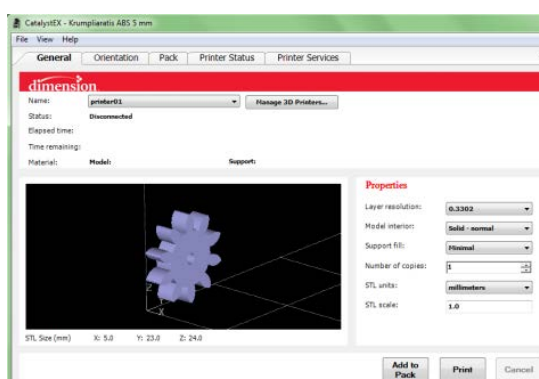 CatalystEX - Krumpliaratis ABS 5 mm
File View Help
General Orientation Pack Printer Status Printer Services
dimension
Name: printer01 Manage 3D Printers...
Status: Disconnected
Elapsed time:
Time remaining:
Material: Model: Support:
Properties
Layer resolution: 0.3302
Model interior: Solid - normal
Support fill: Minimal
Number of copies: 1
STL units: millimeters
STL scale: 1.0
Z
Y
X
STL Size (mm) X: 5.0 Y: 23.0 Z: 24.0
Add to Pack Print Cancel